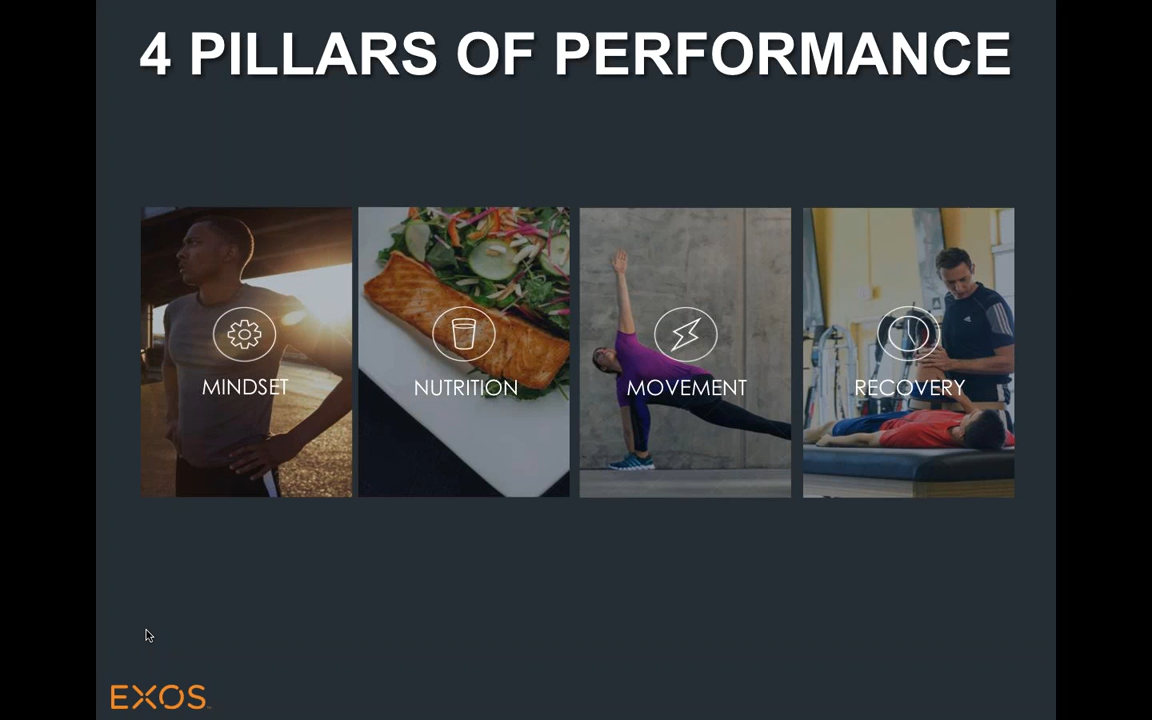 4 PILLARS OF PERFORMANCE
MINDSET
NUTRITION
MOVEMENT
RECOVERY
EXOS